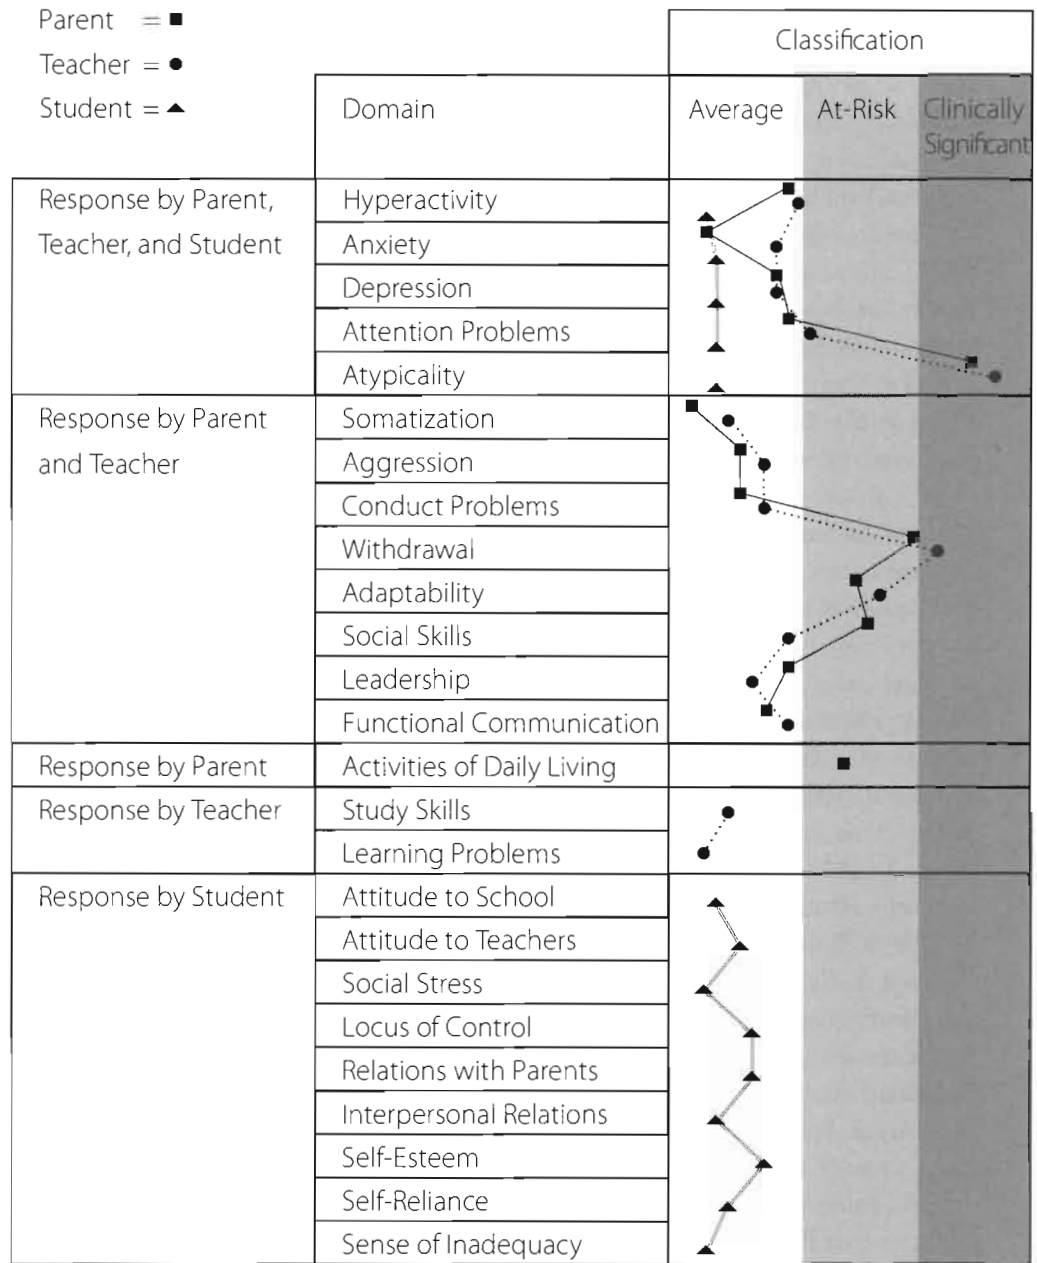 Parent = ■
Teacher = ●
Student = ▲
Classification
Domain
Average
At-Risk
Clinically
Significant
Response by Parent,
Teacher, and Student
Hyperactivity
Anxiety
Depression
Attention Problems
Atypicality
Response by Parent
and Teacher
Somatization
Aggression
Conduct Problems
Withdrawal
Adaptability
Social Skills
Leadership
Functional Communication
Response by Parent
Activities of Daily Living
Response by Teacher
Study Skills
Learning Problems
Response by Student
Attitude to School
Attitude to Teachers
Social Stress
Locus of Control
Relations with Parents
Interpersonal Relations
Self-Esteem
Self-Reliance
Sense of Inadequacy